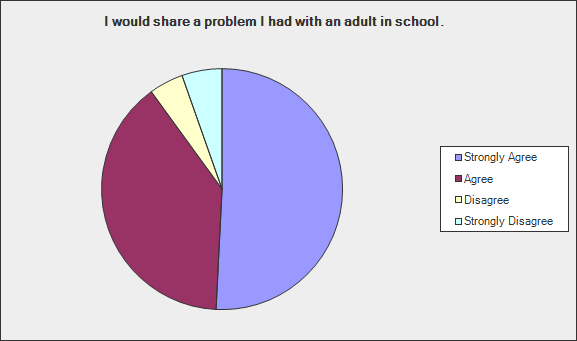 I would share a problem I had with an adult in school.
Strongly Agree
Agree
Disagree
Strongly Disagree